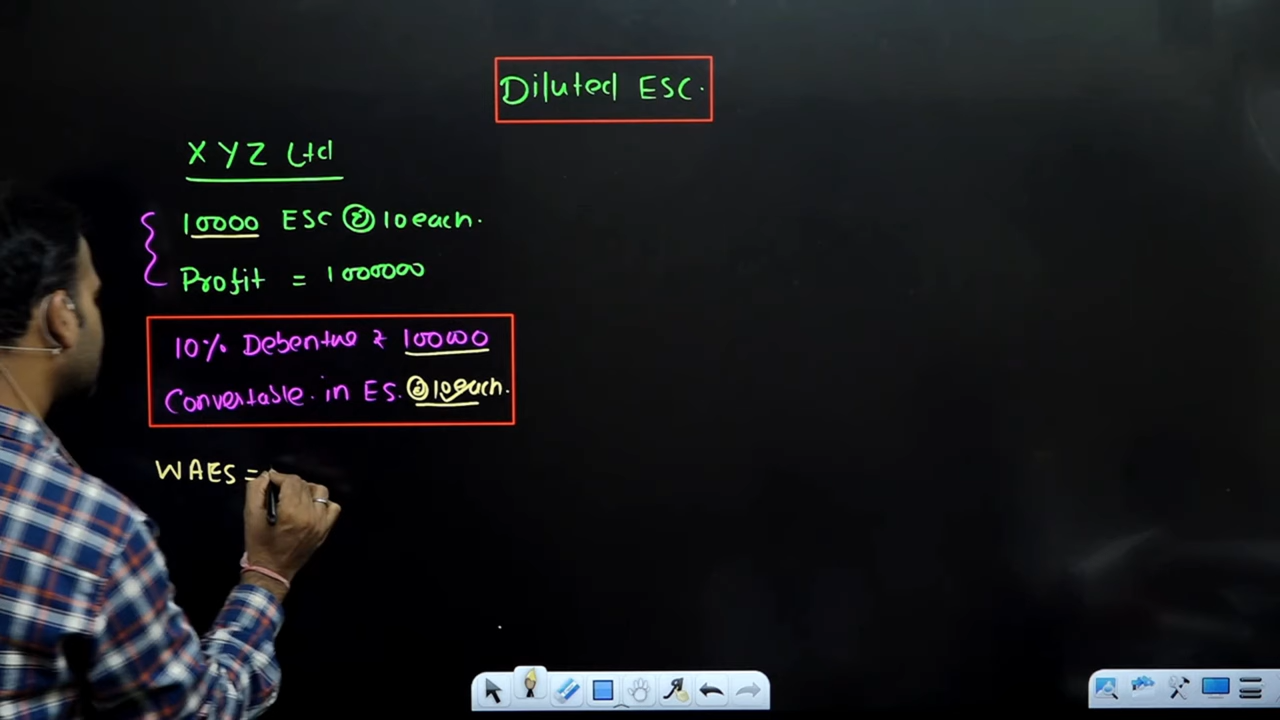 Diluted ESC.
XYZ Ltd
10000 ESC @ 10 each.
Profit = 1000000
10% Debenture ₹ 100000
Convertable in ES. @ 10 each.
WAES =